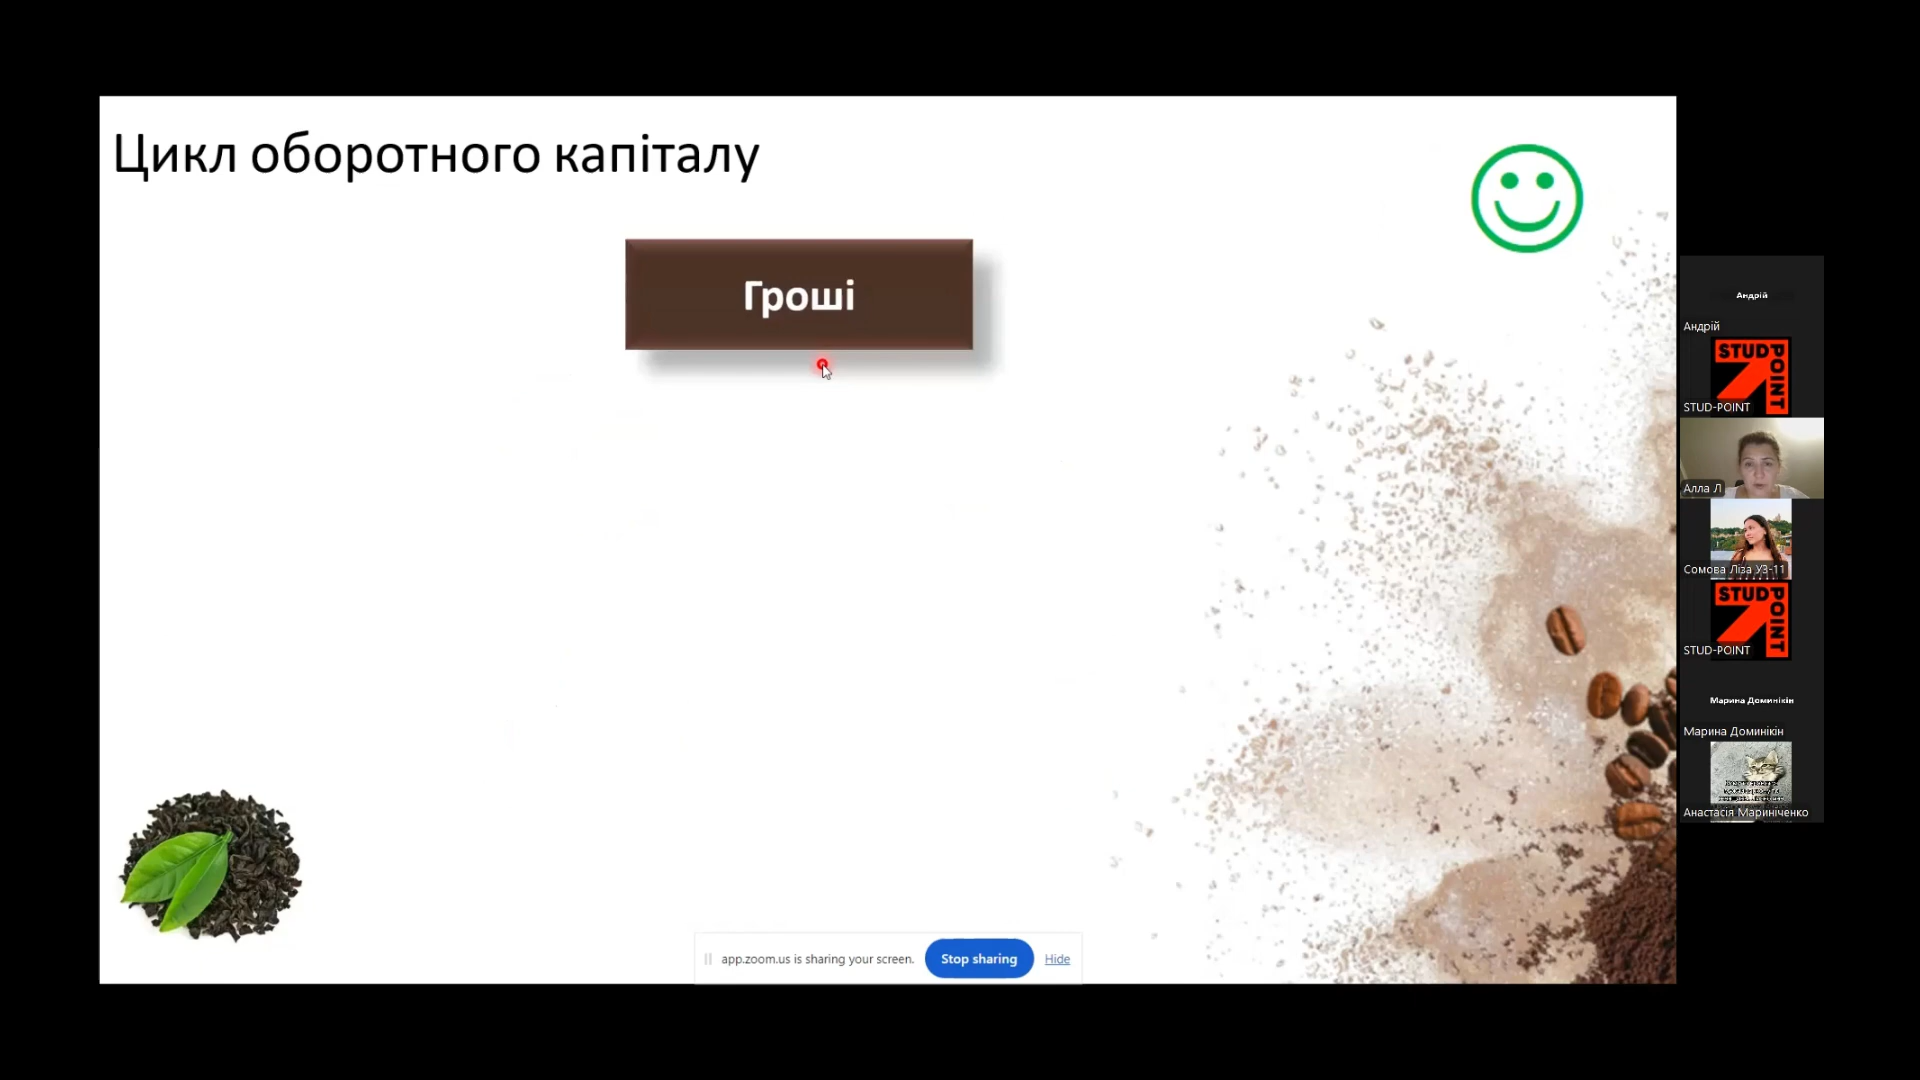 Цикл оборотного капіталу
Гроші
Андрій
Андрій
STUD
POINT
STUD-POINT
Алла Л
Сомова Ліза УЗ-11
STUD
POINT
STUD-POINT
Марина Доминікін
Марина Доминікін
Анастасія Мариніченко
app.zoom.us is sharing your screen.
Stop sharing
Hide